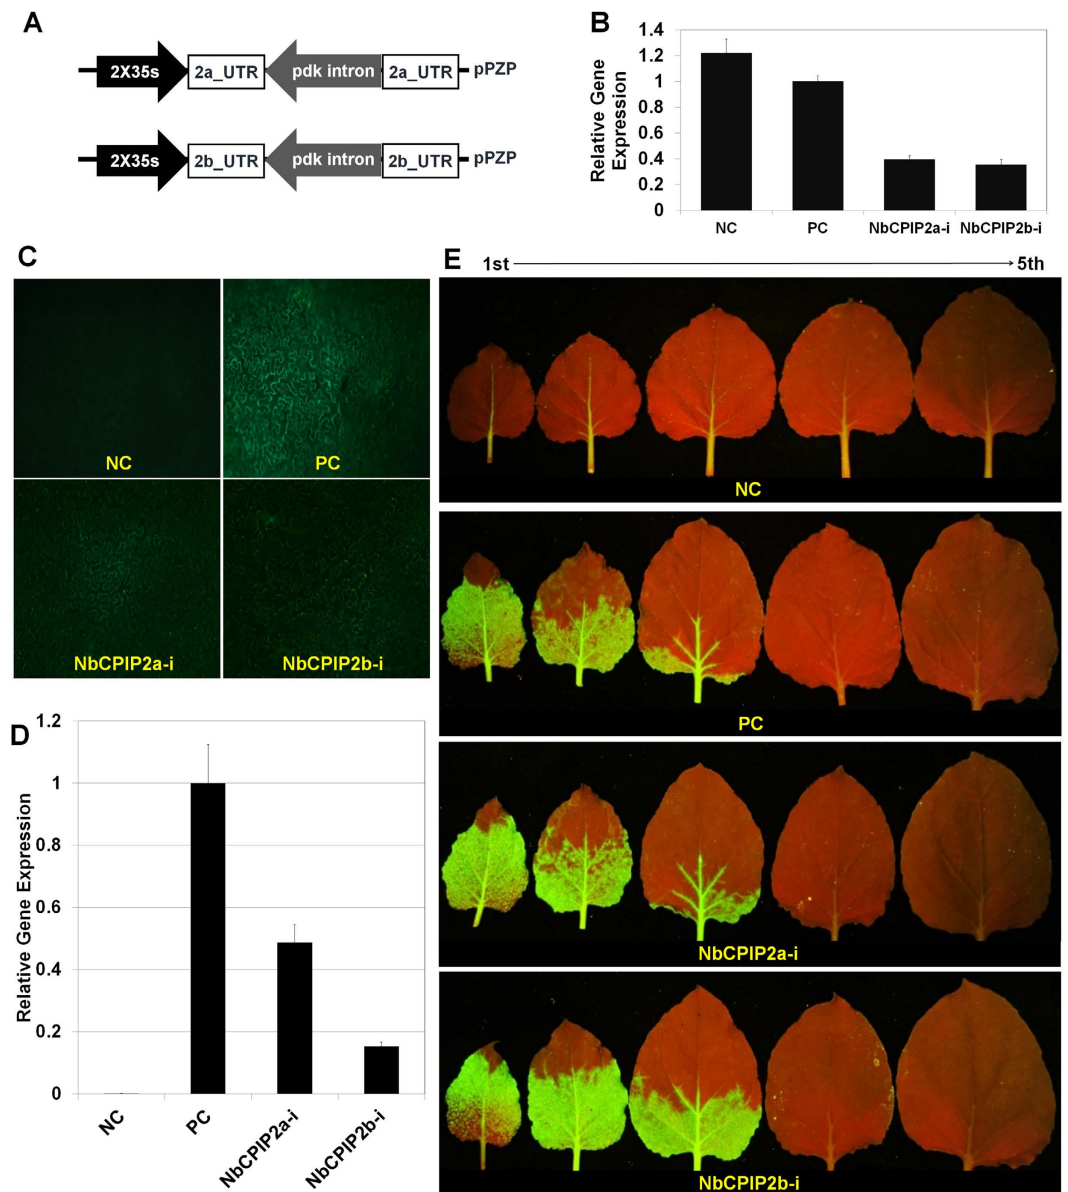 A
2X35s 2a_UTR pdk intron 2a_UTR pPZP
2X35s 2b_UTR pdk intron 2b_UTR pPZP
B
Relative Gene
Expression
1.4
1.2
1
0.8
0.6
0.4
0.2
0
NC PC NbCPIP2a-i NbCPIP2b-i
C
NC PC
NbCPIP2a-i NbCPIP2b-i
D
Relative Gene Expression
1.2
1
0.8
0.6
0.4
0.2
0
NC PC NbCPIP2a-i NbCPIP2b-i
E
1st 5th
NC
PC
NbCPIP2a-i
NbCPIP2b-i